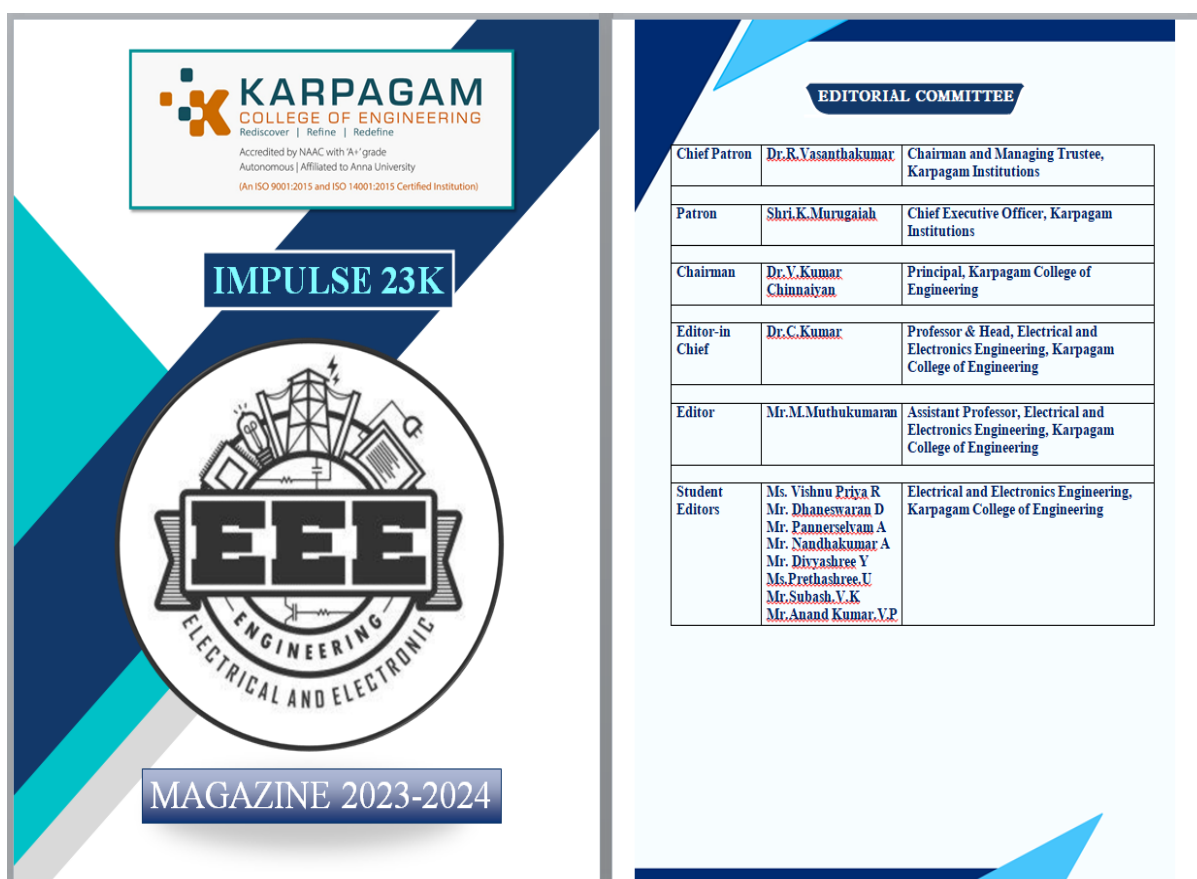 KARPAGAM
COLLEGE OF ENGINEERING
Rediscover | Refine | Redefine
Accredited by NAAC with 'A+' grade
Autonomous | Affiliated to Anna University
(An ISO 9001:2015 and ISO 14001:2015 Certified Institution)
IMPULSE 23K
EEE
ENGINEERING
ELECTRICAL AND ELECTRONIC
MAGAZINE 2023-2024
EDITORIAL COMMITTEE
Chief Patron Dr.R.Vasanthakumar Chairman and Managing Trustee,
Karpagam Institutions
Patron Shri.K.Murugaiah Chief Executive Officer, Karpagam
Institutions
Chairman Dr.V.Kumar Principal, Karpagam College of
Chinnaiyan Engineering
Editor-in Dr.C.Kumar Professor & Head, Electrical and
Chief Electronics Engineering, Karpagam
College of Engineering
Editor Mr.M.Muthukumaran Assistant Professor, Electrical and
Electronics Engineering, Karpagam
College of Engineering
Student Ms. Vishnu Priya R Electrical and Electronics Engineering,
Editors Mr. Dhaneswaran D Karpagam College of Engineering
Mr. Pannerselvam A
Mr. Nandhakumar A
Mr. Divyashree Y
Ms.Prethashree.U
Mr.Subash.V.K
Mr.Anand Kumar.V.P